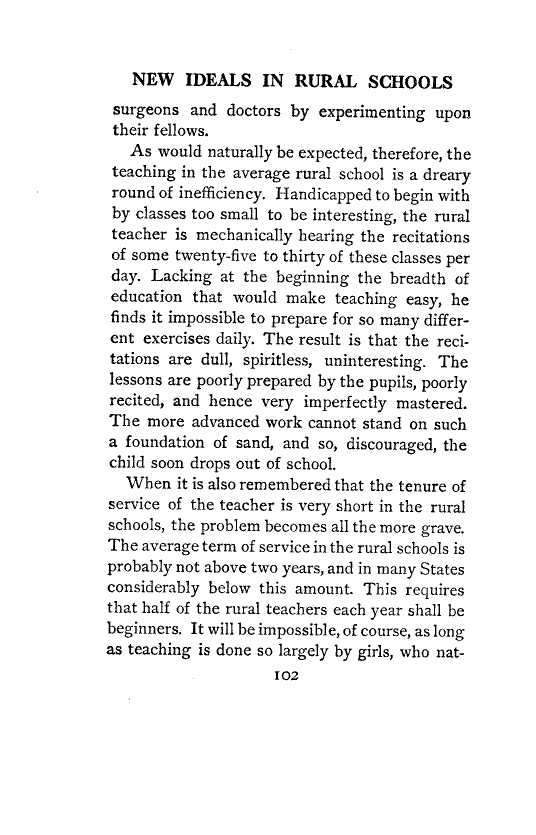 NEW IDEALS IN RURAL SCHOOLS
surgeons and doctors by experimenting upon
their fellows.
As would naturally be expected, therefore, the
teaching in the average rural school is a dreary
round of inefficiency. Handicapped to begin with
by classes too small to be interesting, the rural
teacher is mechanically hearing the recitations
of some twenty-five to thirty of these classes per
day. Lacking at the beginning the breadth of
education that would make teaching easy, he
finds it impossible to prepare for so many differ-
ent exercises daily. The result is that the reci-
tations are dull, spiritless, uninteresting. The
lessons are poorly prepared by the pupils, poorly
recited, and hence very imperfectly mastered.
The more advanced work cannot stand on such
a foundation of sand, and so, discouraged, the
child soon drops out of school.
When it is also remembered that the tenure of
service of the teacher is very short in the rural
schools, the problem becomes all the more grave.
The average term of service in the rural schools is
probably not above two years, and in many States
considerably below this amount. This requires
that half of the rural teachers each year shall be
beginners. It will be impossible, of course, as long
as teaching is done so largely by girls, who nat-
102